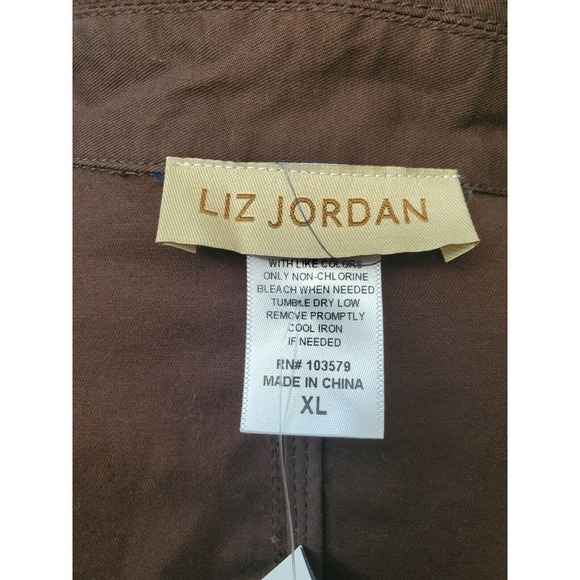 LIZ JORDAN
WITH LIKE COLORS
ONLY NON-CHLORINE
BLEACH WHEN NEEDED
TUMBLE DRY LOW
REMOVE PROMPTLY
COOL IRON
IF NEEDED
RN# 103579
MADE IN CHINA
XL